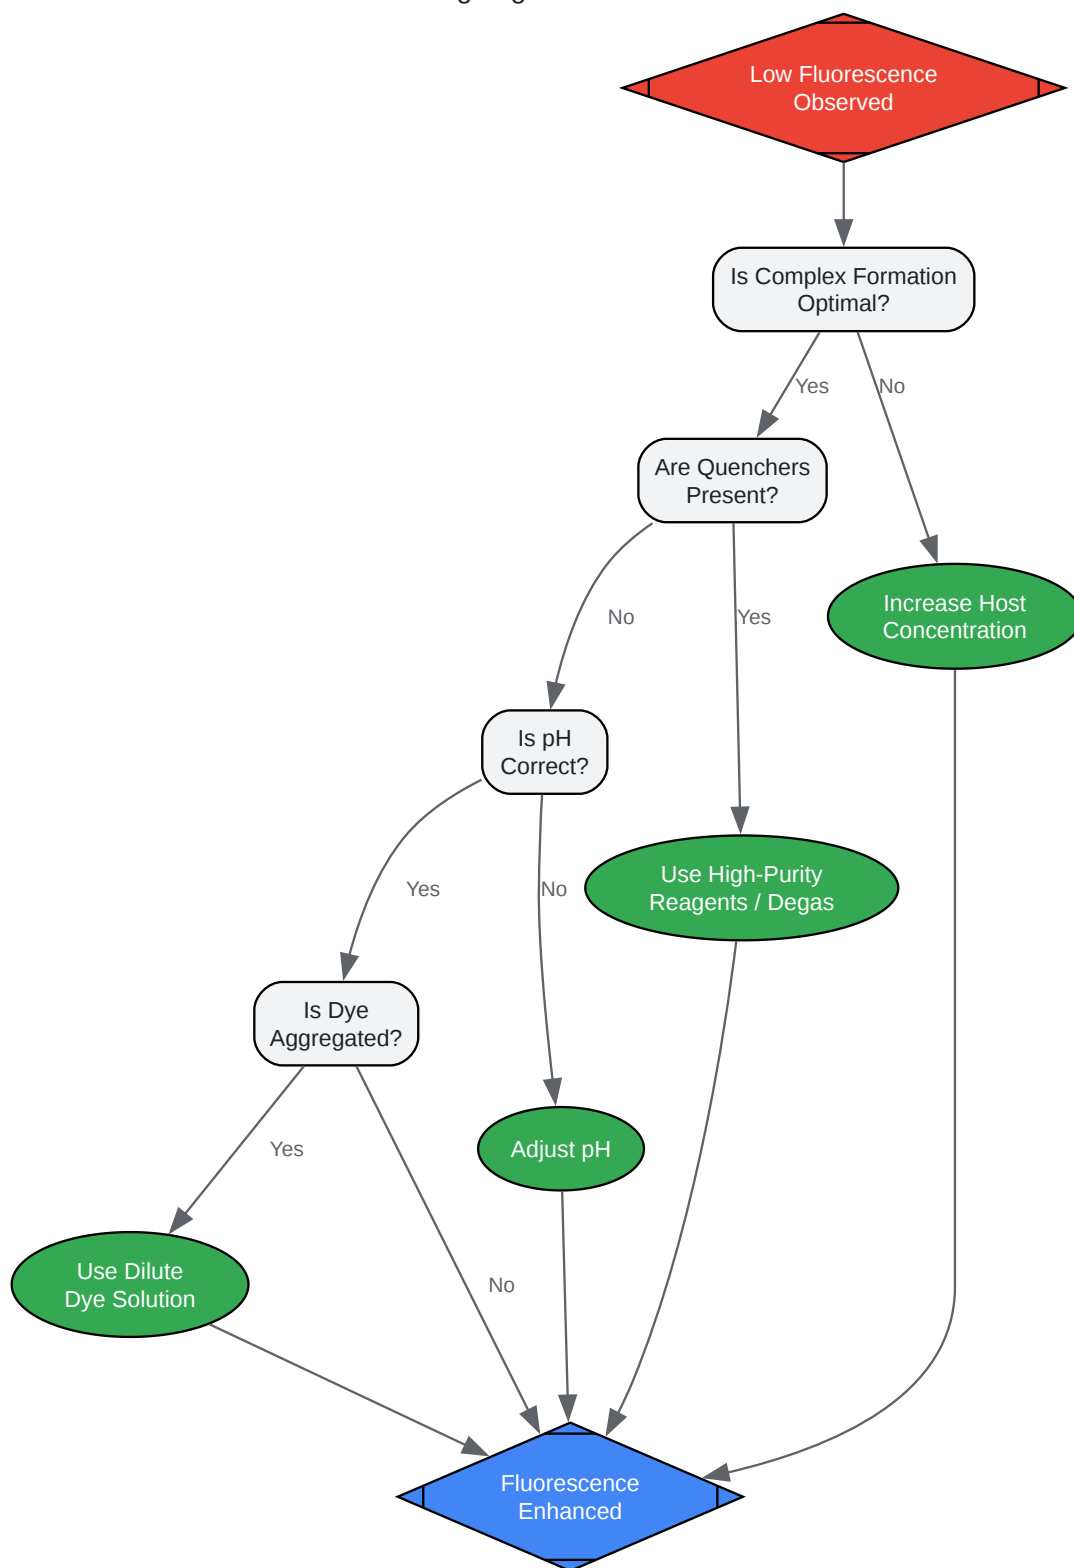 Low Fluorescence
Observed
Is Complex Formation
Optimal?
Yes
No
Are Quenchers
Present?
Increase Host
Concentration
No
Yes
Is pH
Correct?
Use High-Purity
Reagents / Degas
Yes
No
Is Dye
Aggregated?
Adjust pH
Yes
Use Dilute
Dye Solution
No
Fluorescence
Enhanced